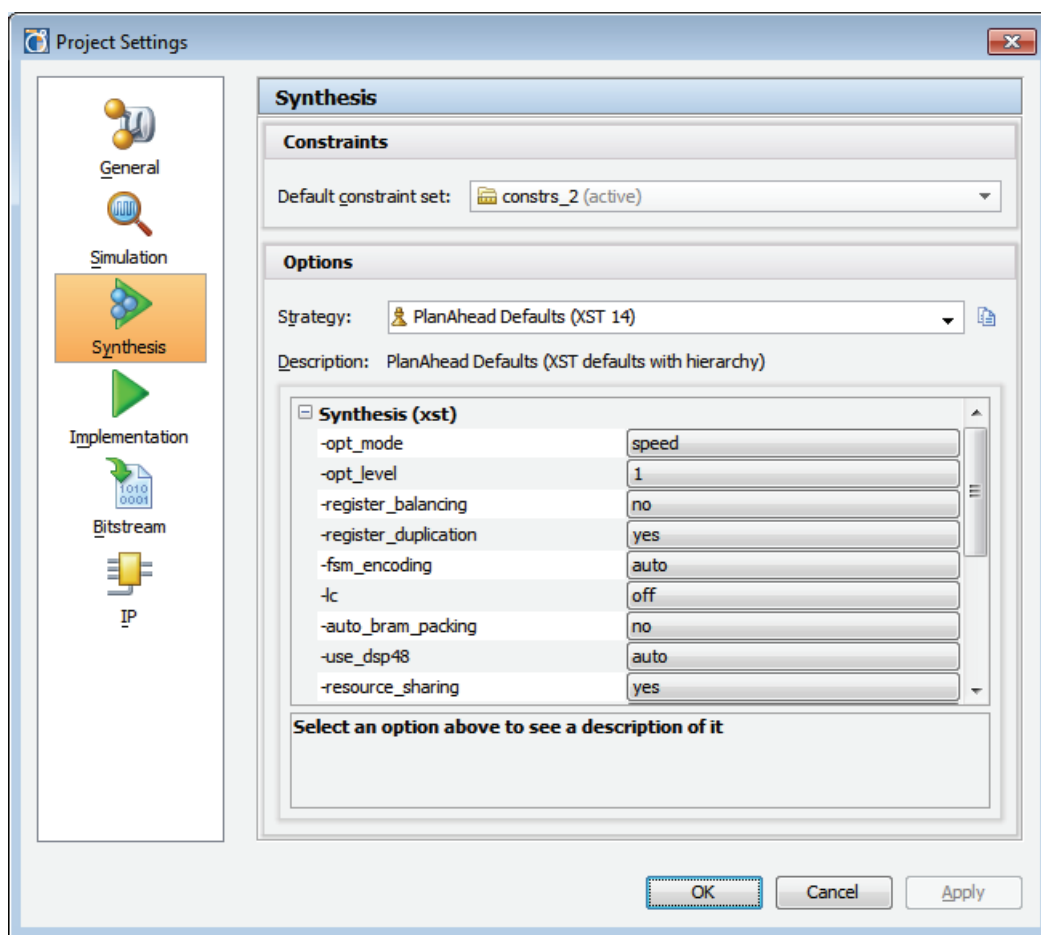 Project Settings
General
Simulation
Synthesis
Implementation
1010
0001
Bitstream
IP
Synthesis
Constraints
Default constraint set: constrs_2 (active)
Options
Strategy: PlanAhead Defaults (XST 14)
Description: PlanAhead Defaults (XST defaults with hierarchy)
Synthesis (xst)
-opt_mode speed
-opt_level 1
-register_balancing no
-register_duplication yes
-fsm_encoding auto
-lc off
-auto_bram_packing no
-use_dsp48 auto
-resource_sharing yes
Select an option above to see a description of it
OK Cancel Apply